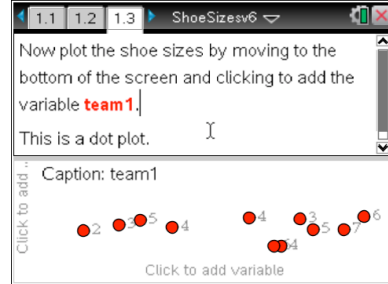 1.1 1.2 1.3 ShoeSizesv6
Now plot the shoe sizes by moving to the
bottom of the screen and clicking to add the
variable team1.
This is a dot plot.
Caption: team1
Click to add ..
2 3 5 4 4 3 5 7 6
4
Click to add variable